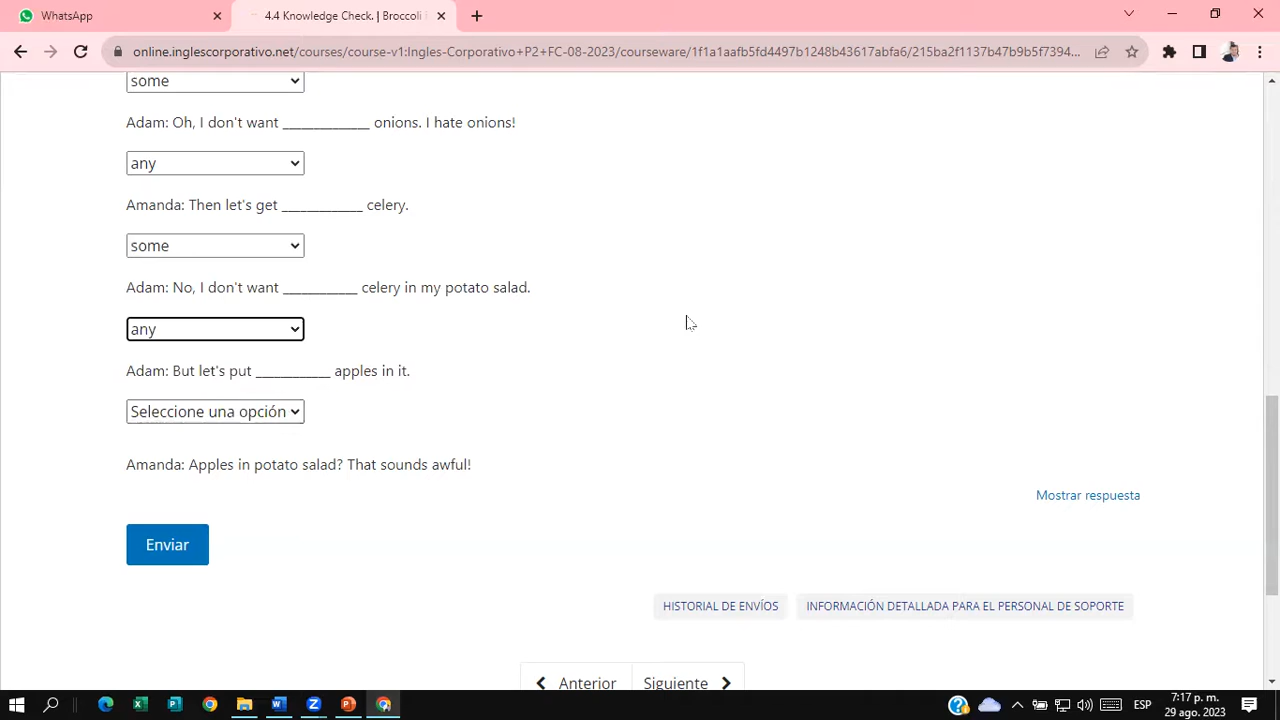 WhatsApp
4.4 Knowledge Check. | Broccoli
online.inglescorporativo.net/courses/course-v1:Ingles-Corporativo+P2+FC-08-2023/courseware/1f1a1aafb5fd4497b1248b43617abfa6/215ba2f1137b47b9b5f7394...
some
Adam: Oh, I don't want _____________ onions. I hate onions!
any
Amanda: Then let's get ____________ celery.
some
Adam: No, I don't want ___________ celery in my potato salad.
any
Adam: But let's put ___________ apples in it.
Seleccione una opción
Amanda: Apples in potato salad? That sounds awful!
Mostrar respuesta
Enviar
HISTORIAL DE ENVÍOS
INFORMACIÓN DETALLADA PARA EL PERSONAL DE SOPORTE
Anterior
Siguiente
ESP
7:17 p. m.
29 ago. 2023